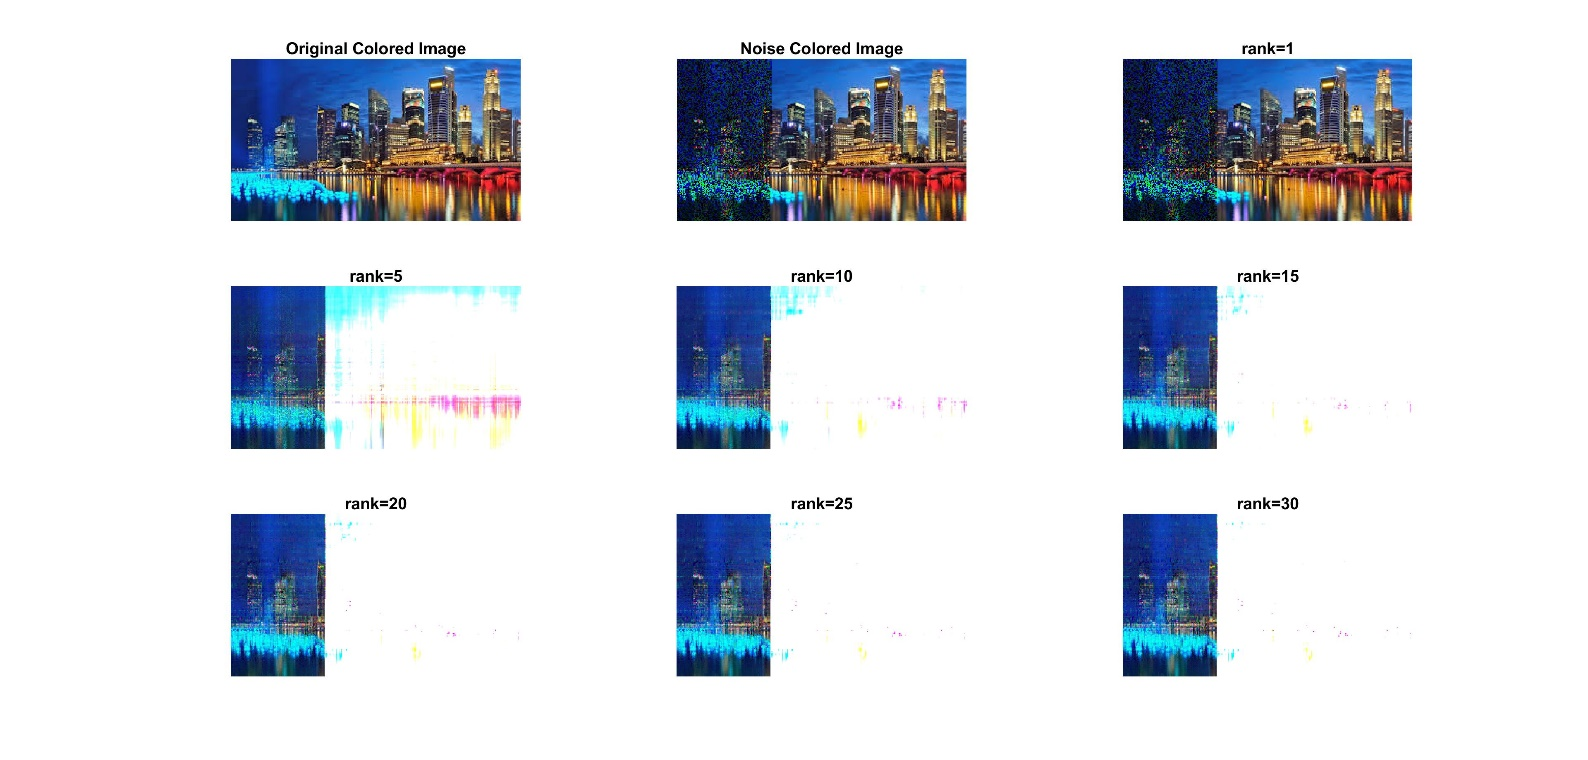 Original Colored Image
Noise Colored Image
rank=1
rank=5
rank=10
rank=15
rank=20
rank=25
rank=30